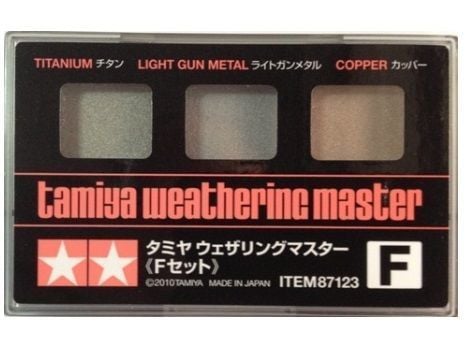 TITANIUM チタン LIGHT GUN METAL ライトガンメタル COPPER カッパー
tamiya weathering master
タミヤ ウェザリングマスター
《Fセット》
©2010TAMIYA MADE IN JAPAN ITEM87123
F